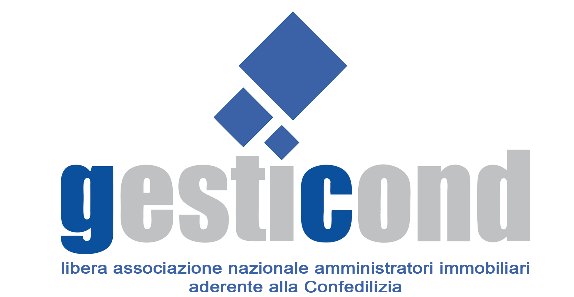 gesticond
libera associazione nazionale amministratori immobiliari
aderente alla Confedilizia